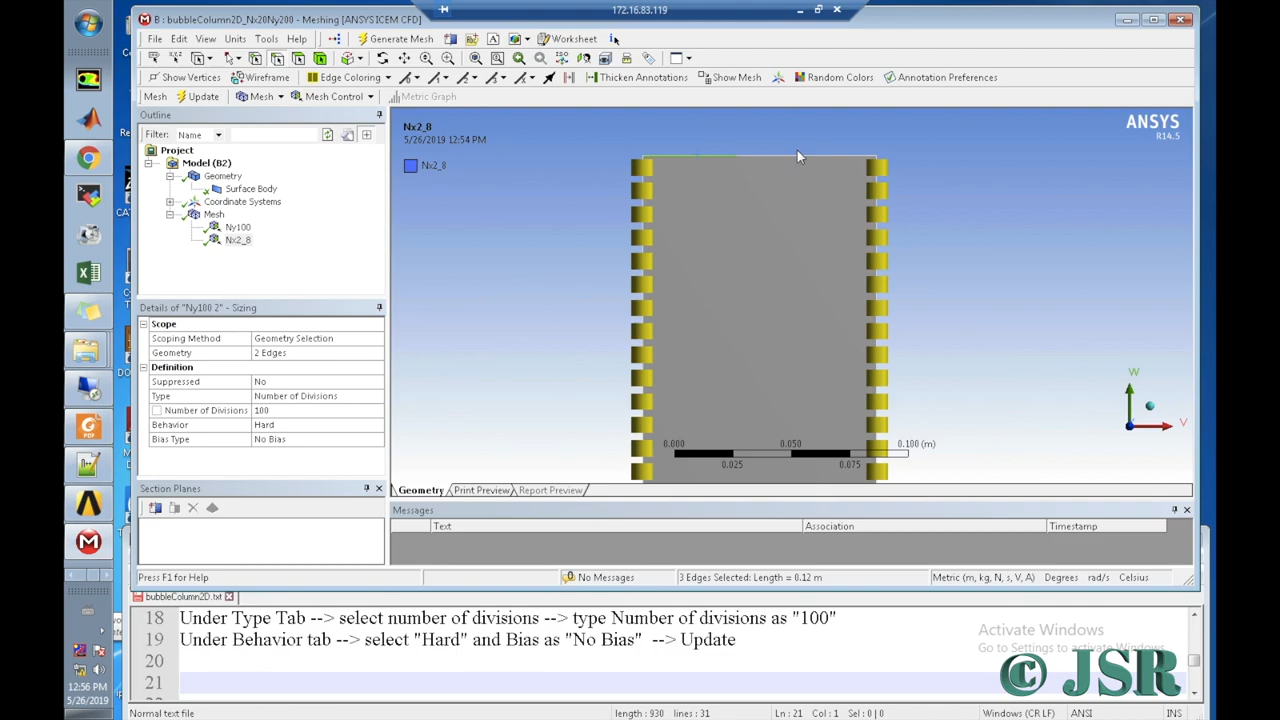 172.16.83.119
B : bubbleColumn2D_Nx20Ny200 - Meshing [ANSYS ICEM CFD]
File Edit View Units Tools Help Generate Mesh Worksheet
Show Vertices Wireframe Edge Coloring Thicken Annotations Show Mesh Random Colors Annotation Preferences
Mesh Update Mesh Mesh Control Metric Graph
Outline
Filter: Name
Project
Model (B2)
Geometry
Surface Body
Coordinate Systems
Mesh
Ny100
Nx2_8
Details of "Ny100 2" - Sizing
Scope
Scoping Method Geometry Selection
Geometry 2 Edges
Definition
Suppressed No
Type Number of Divisions
Number of Divisions 100
Behavior Hard
Bias Type No Bias
Section Planes
Nx2_8
5/26/2019 12:54 PM
Nx2_8
ANSYS
R14.5
W
V
0.000 0.050 0.100 (m)
0.025 0.075
Geometry Print Preview Report Preview
Messages
Text Association Timestamp
Press F1 for Help No Messages 3 Edges Selected: Length = 0.12 m Metric (m, kg, N, s, V, A) Degrees rad/s Celsius
bubbleColumn2D.txt
18 Under Type Tab --> select number of divisions --> type Number of divisions as "100"
19 Under Behavior tab --> select "Hard" and Bias as "No Bias" --> Update
20
21
Activate Windows
Go to Settings to activate Windows.
© JSR
12:56 PM
5/26/2019
Normal text file length : 930 lines : 31 Ln : 21 Col : 1 Sel : 0 | 0 Windows (CR LF) ANSI INS